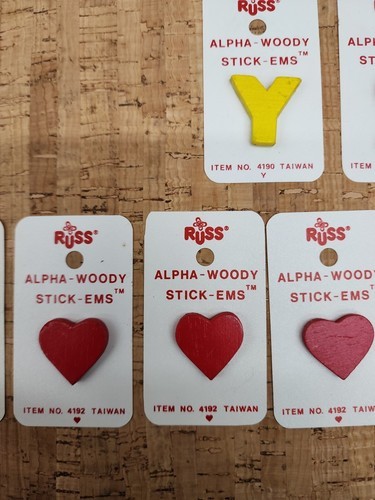 RUSS®
ALPHA-WOODY
STICK-EMS™
Y
ITEM NO. 4190 TAIWAN
Y
RUSS®
ALPHA-WOODY
STICK-EMS™
♥
ITEM NO. 4192 TAIWAN
♥
RUSS®
ALPHA-WOODY
STICK-EMS™
ITEM NO. 4192 TAIWAN
♥
RUSS®
ALPHA-WOODY
STICK-EMS™
ITEM NO. 4192 TAIWAN
♥